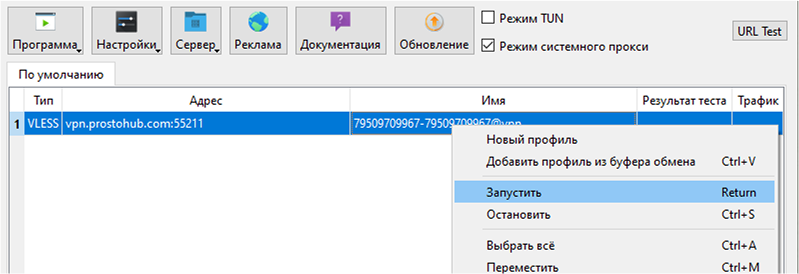 Программа
Настройки
Сервер
Реклама
Документация
Обновление
Режим TUN
Режим системного прокси
URL Test
По умолчанию
Тип Адрес Имя Результат теста Трафик
1 VLESS vpn.prostohub.com:55211 79509709967-79509709967@vpn
Новый профиль
Добавить профиль из буфера обмена Ctrl+V
Запустить Return
Остановить Ctrl+S
Выбрать всё Ctrl+A
Переместить Ctrl+M